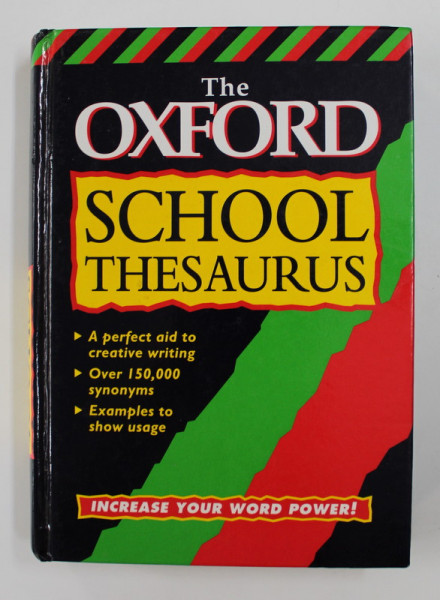 The
OXFORD
SCHOOL
THESAURUS
A perfect aid to
creative writing
Over 150,000
synonyms
Examples to
show usage
INCREASE YOUR WORD POWER!